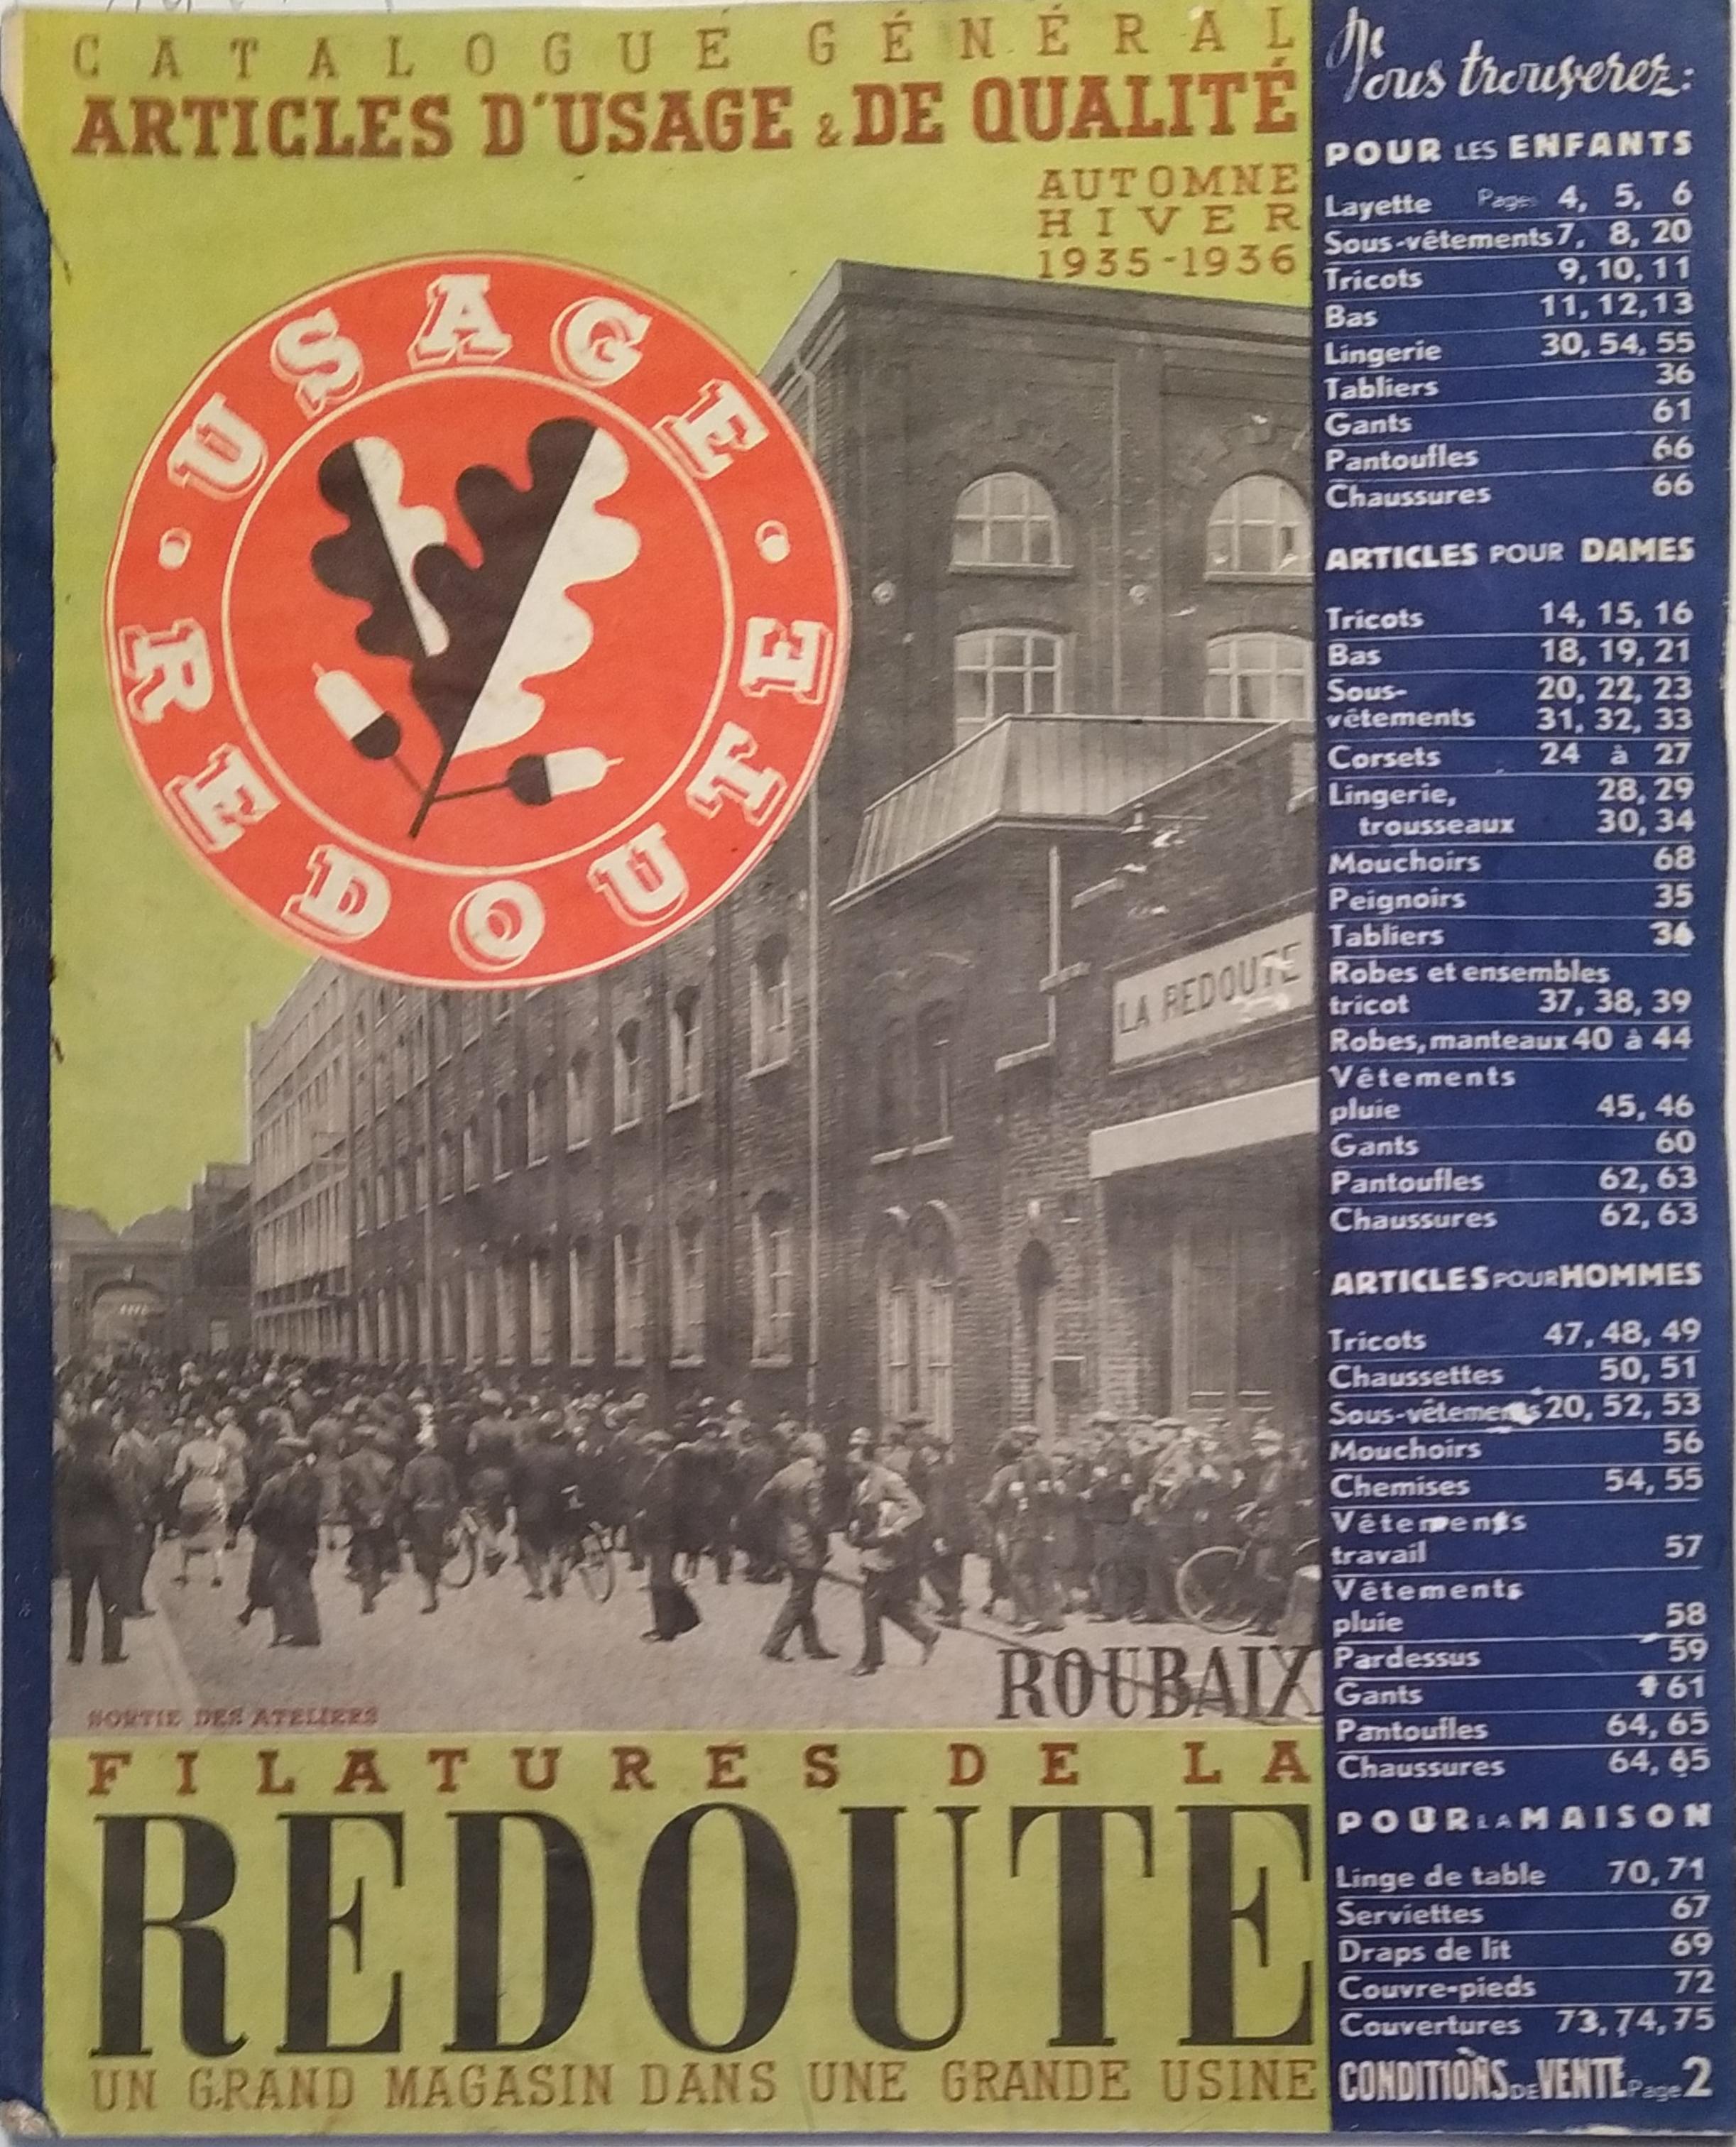 CATALOGUE GÉNÉRAL
ARTICLES D'USAGE & DE QUALITÉ
AUTOMNE
HIVER
1935-1936
USAGE
REDOUTE
LA REDOUTE
ROUBAIX
SORTIE DES ATELIERS
FILATURES DE LA
REDOUTE
UN GRAND MAGASIN DANS UNE GRANDE USINE
Vous trouverez:
POUR LES ENFANTS
Layette Pages 4, 5, 6
Sous-vêtements 7, 8, 20
Tricots 9, 10, 11
Bas 11, 12, 13
Lingerie 30, 54, 55
Tabliers 36
Gants 61
Pantoufles 66
Chaussures 66
ARTICLES POUR DAMES
Tricots 14, 15, 16
Bas 18, 19, 21
Sous- 20, 22, 23
vêtements 31, 32, 33
Corsets 24 à 27
Lingerie, 28, 29
trousseaux 30, 34
Mouchoirs 68
Peignoirs 35
Tabliers 36
Robes et ensembles
tricot 37, 38, 39
Robes, manteaux 40 à 44
Vêtements
pluie 45, 46
Gants 60
Pantoufles 62, 63
Chaussures 62, 63
ARTICLES POUR HOMMES
Tricots 47, 48, 49
Chaussettes 50, 51
Sous-vêtements 20, 52, 53
Mouchoirs 56
Chemises 54, 55
Vêtements
travail 57
Vêtements
pluie 58
Pardessus 59
Gants 61
Pantoufles 64, 65
Chaussures 64, 65
POUR LA MAISON
Linge de table 70, 71
Serviettes 67
Draps de lit 69
Couvre-pieds 72
Couvertures 73, 74, 75
CONDITIONS DE VENTE Page 2